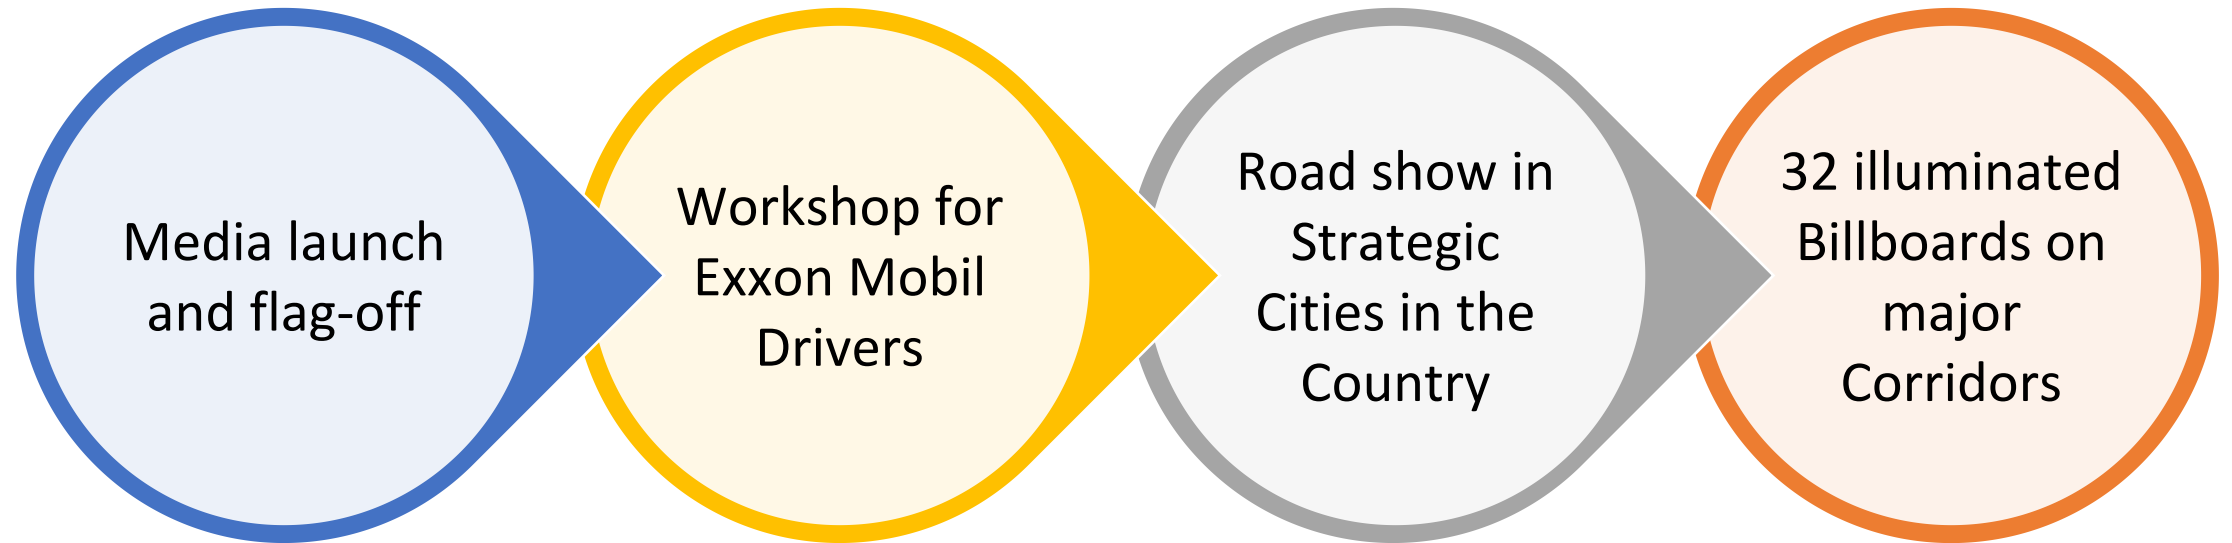 Media launch
and flag-off
Workshop for
Exxon Mobil
Drivers
Road show in
Strategic
Cities in the
Country
32 illuminated
Billboards on
major
Corridors